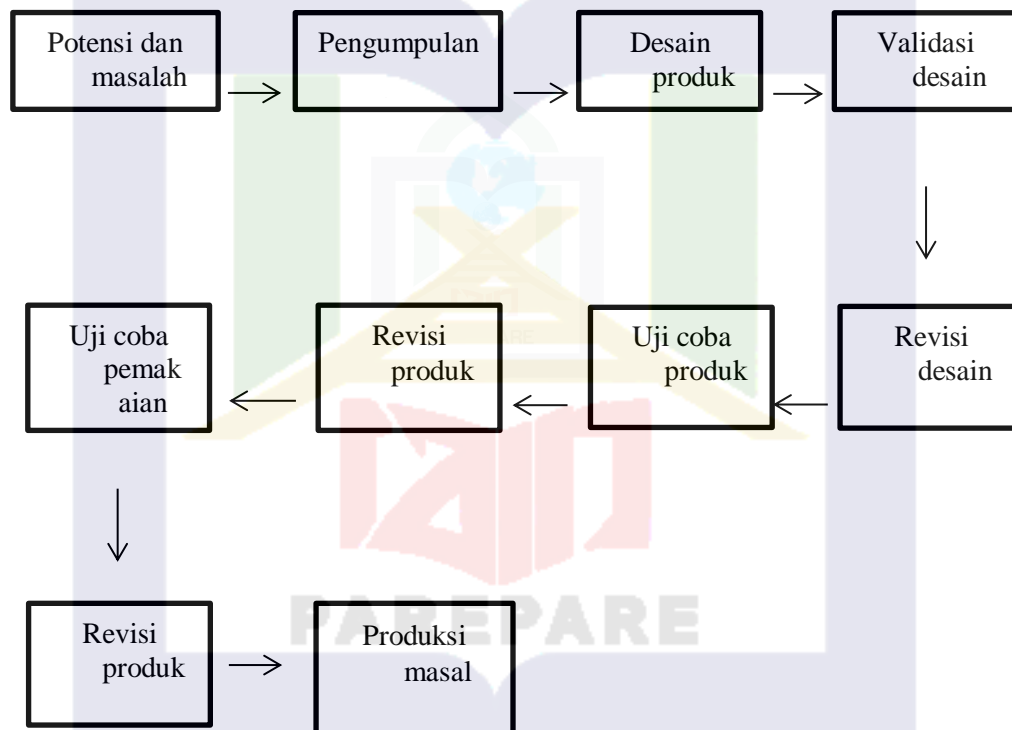 Potensi dan
masalah
Pengumpulan
Desain
produk
Validasi
desain
Revisi
desain
Uji coba
produk
Revisi
produk
Uji coba
pemak
aian
Revisi
produk
Produksi
masal
PAREPARE